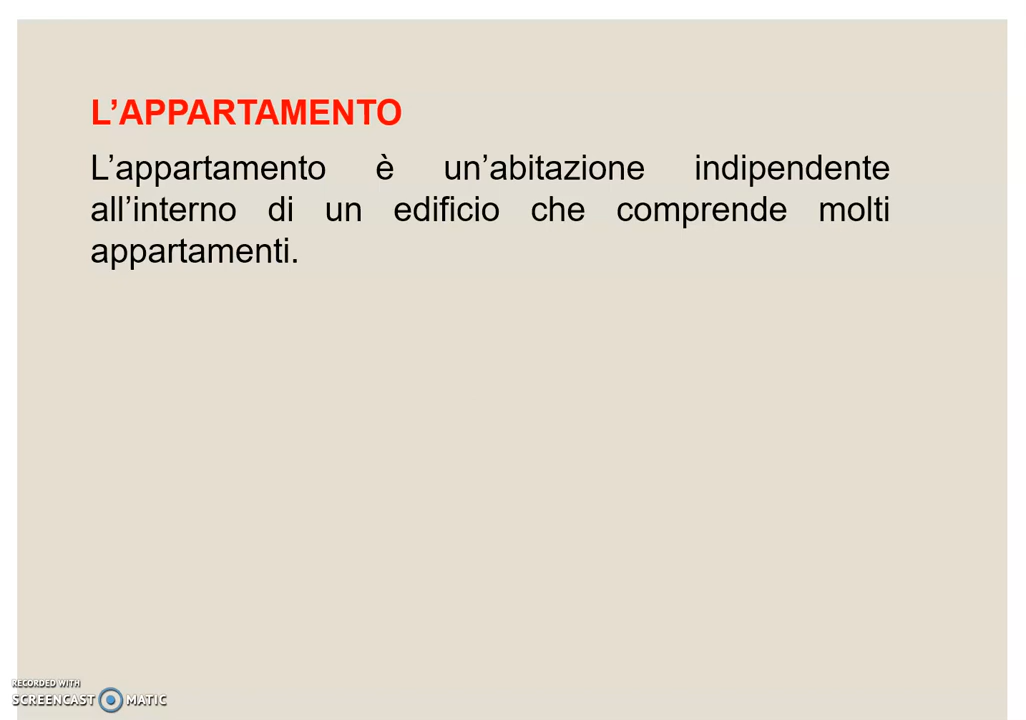 L’APPARTAMENTO
L’appartamento è un’abitazione indipendente
all’interno di un edificio che comprende molti
appartamenti.
RECORDED WITH
SCREENCAST MATIC